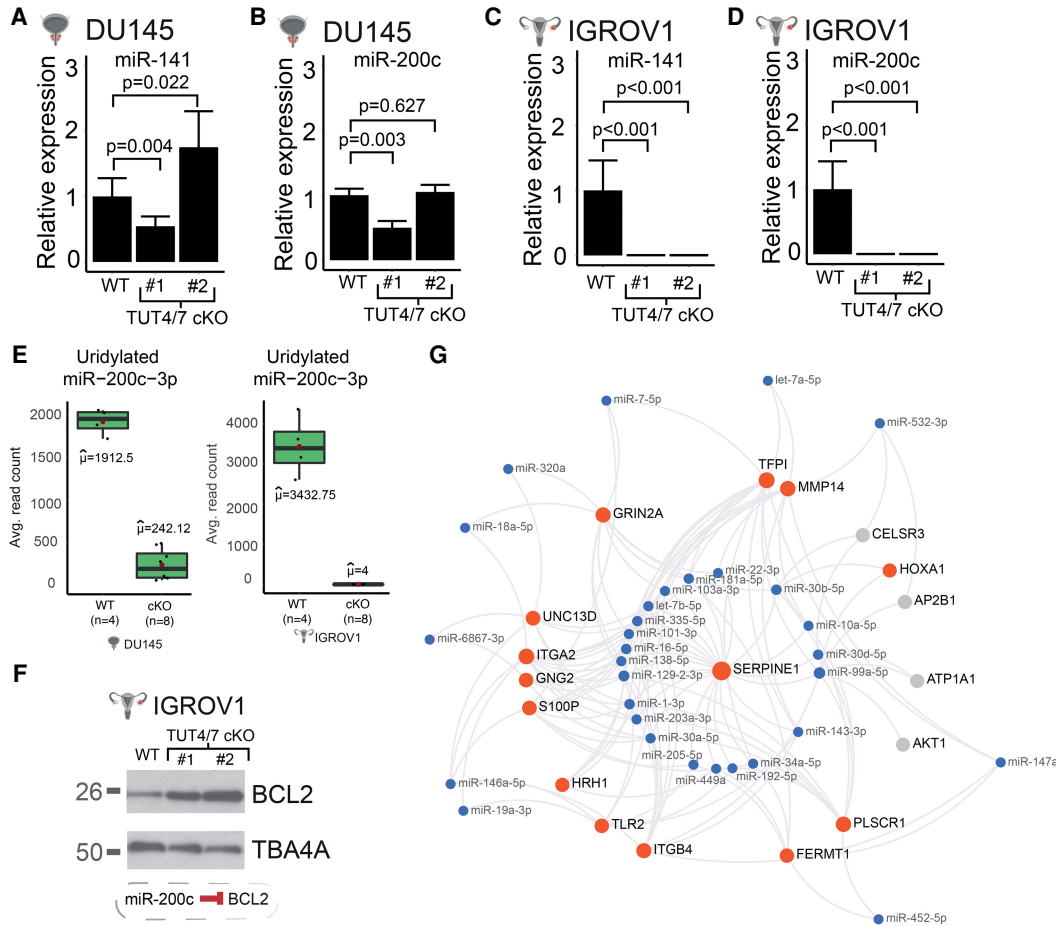 A
DU145
miR-141
Relative expression
3
2
1
0
p=0.022
p=0.004
WT
#1
#2
TUT4/7 cKO
B
DU145
miR-200c
Relative expression
3
2
1
0
p=0.627
p=0.003
WT
#1
#2
TUT4/7 cKO
C
IGROV1
miR-141
Relative expression
3
2
1
0
p<0.001
p<0.001
WT
#1
#2
TUT4/7 cKO
D
IGROV1
miR-200c
Relative expression
3
2
1
0
p<0.001
p<0.001
WT
#1
#2
TUT4/7 cKO
E
Uridylated
miR−200c−3p
Avg. read count
2000
1500
1000
500
0
μ̂=1912.5
μ̂=242.12
WT
(n=4)
cKO
(n=8)
DU145
Uridylated
miR−200c−3p
Avg. read count
4000
3000
2000
1000
0
μ̂=3432.75
μ̂=4
WT
(n=4)
cKO
(n=8)
IGROV1
F
IGROV1
TUT4/7 cKO
WT
#1
#2
26
BCL2
50
TBA4A
miR-200c
BCL2
G
let-7a-5p
miR-7-5p
miR-532-3p
TFPI
miR-320a
MMP14
GRIN2A
miR-18a-5p
CELSR3
miR-22-3p
HOXA1
miR-181a-5p
miR-103a-3p
miR-30b-5p
AP2B1
let-7b-5p
UNC13D
miR-335-5p
miR-10a-5p
miR-101-3p
miR-6867-3p
miR-16-5p
ITGA2
miR-138-5p
miR-30d-5p
SERPINE1
miR-129-2-3p
miR-99a-5p
GNG2
ATP1A1
S100P
miR-1-3p
miR-203a-3p
miR-143-3p
miR-30a-5p
AKT1
miR-205-5p
miR-34a-5p
miR-147a
miR-449a
miR-192-5p
miR-146a-5p
HRH1
miR-19a-3p
TLR2
PLSCR1
ITGB4
FERMT1
miR-452-5p